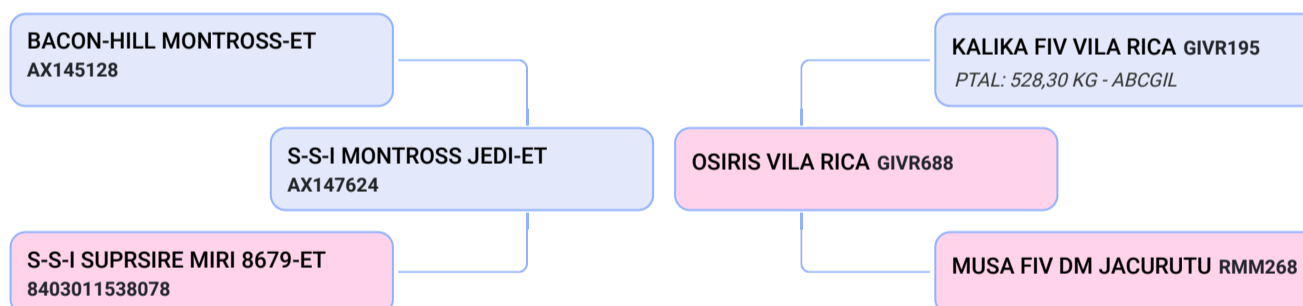 BACON-HILL MONTROSS-ET
AX145128
KALIKA FIV VILA RICA GIVR195
PTAL: 528,30 KG - ABCGIL
S-S-I MONTROSS JEDI-ET
AX147624
OSIRIS VILA RICA GIVR688
S-S-I SUPRSIRE MIRI 8679-ET
8403011538078
MUSA FIV DM JACURUTU RMM268